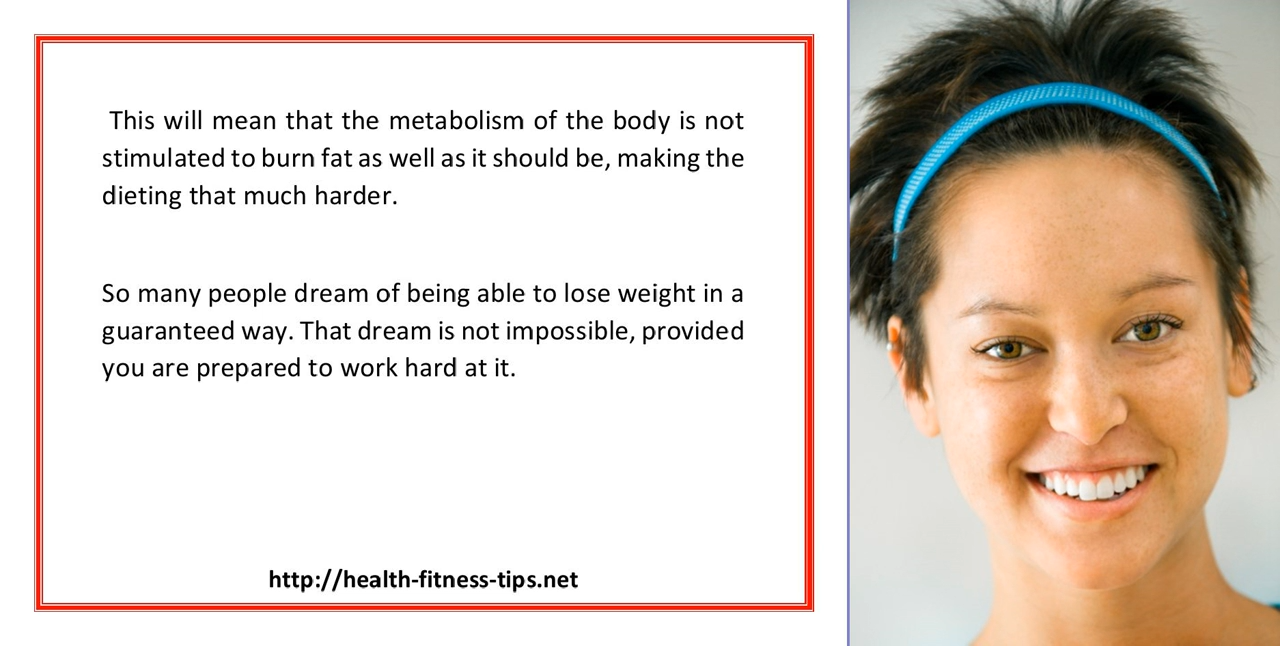 This will mean that the metabolism of the body is not
stimulated to burn fat as well as it should be, making the
dieting that much harder.
So many people dream of being able to lose weight in a
guaranteed way. That dream is not impossible, provided
you are prepared to work hard at it.
http://health-fitness-tips.net